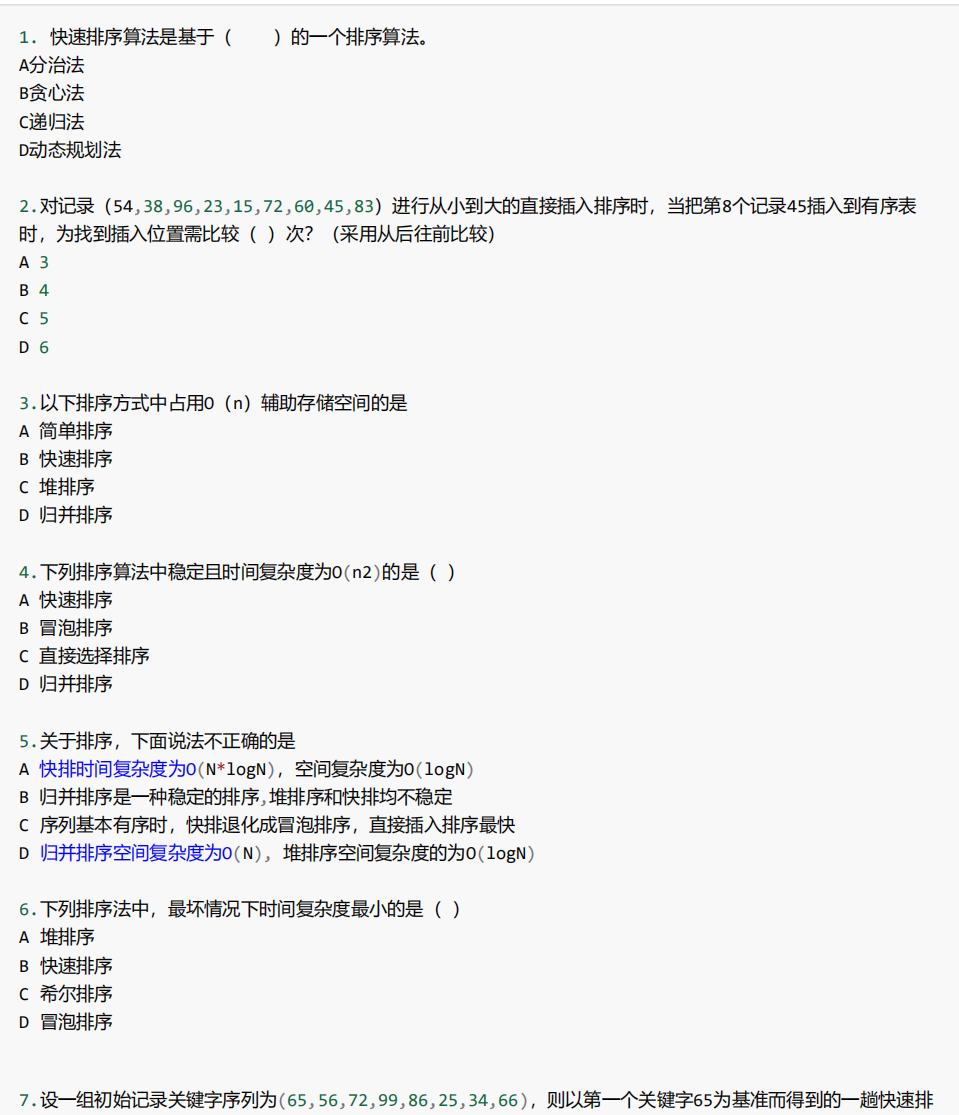 1. 快速排序算法是基于（    ）的一个排序算法。
A分治法
B贪心法
C递归法
D动态规划法
2.对记录（54,38,96,23,15,72,60,45,83）进行从小到大的直接插入排序时，当把第8个记录45插入到有序表
时，为找到插入位置需比较（ ）次？（采用从后往前比较）
A 3
B 4
C 5
D 6
3.以下排序方式中占用O（n）辅助存储空间的是
A 简单排序
B 快速排序
C 堆排序
D 归并排序
4.下列排序算法中稳定且时间复杂度为O(n2)的是（ ）
A 快速排序
B 冒泡排序
C 直接选择排序
D 归并排序
5.关于排序，下面说法不正确的是
A 快排时间复杂度为O(N*logN)，空间复杂度为O(logN)
B 归并排序是一种稳定的排序,堆排序和快排均不稳定
C 序列基本有序时，快排退化成冒泡排序，直接插入排序最快
D 归并排序空间复杂度为O(N), 堆排序空间复杂度的为O(logN)
6.下列排序法中，最坏情况下时间复杂度最小的是（ ）
A 堆排序
B 快速排序
C 希尔排序
D 冒泡排序
7.设一组初始记录关键字序列为(65,56,72,99,86,25,34,66)，则以第一个关键字65为基准而得到的一趟快速排